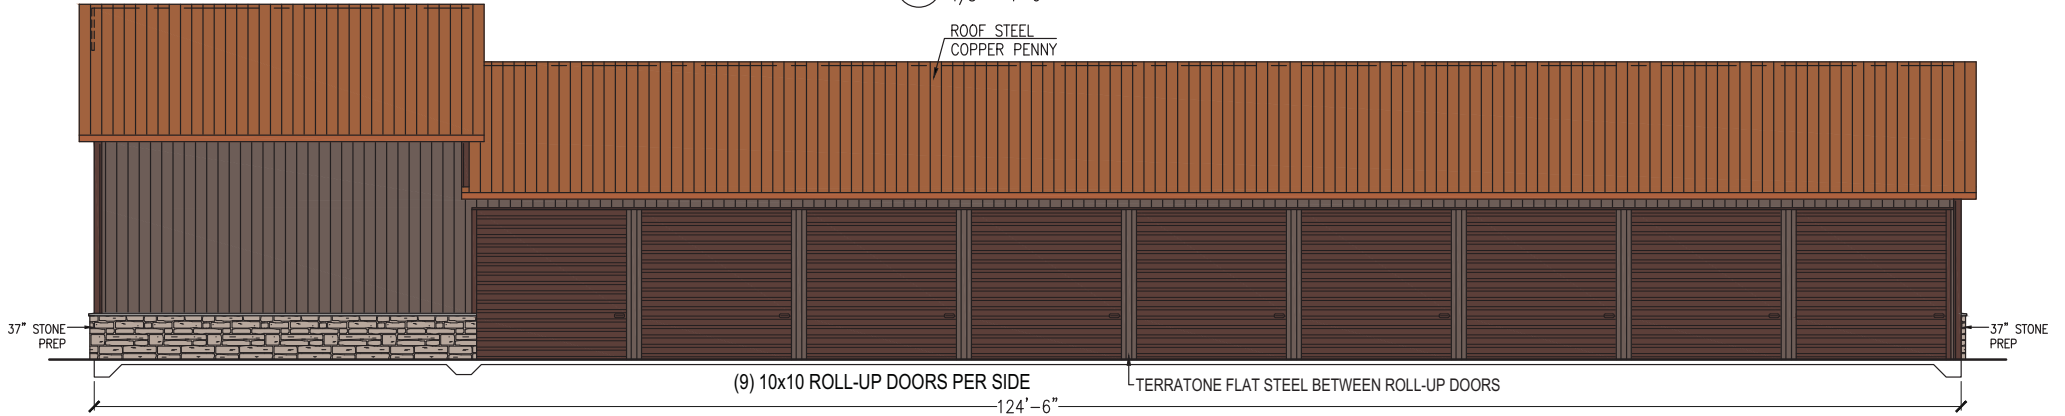 ROOF STEEL
COPPER PENNY
37" STONE
PREP
37" STONE
PREP
(9) 10x10 ROLL-UP DOORS PER SIDE
TERRATONE FLAT STEEL BETWEEN ROLL-UP DOORS
124'-6"